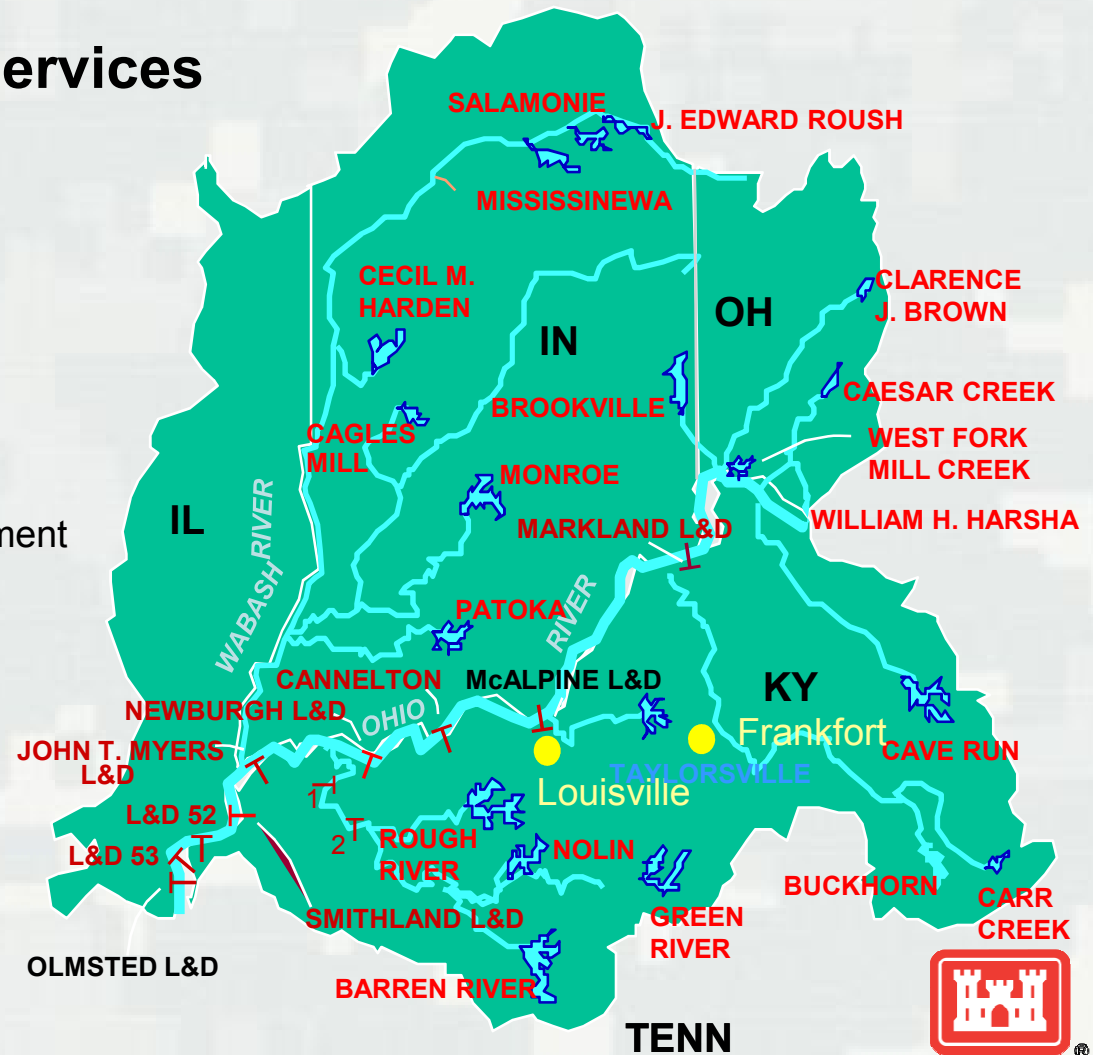 ervices
SALAMONIE
J. EDWARD ROUSH
MISSISSINEWA
CECIL M.
HARDEN
CLARENCE
J. BROWN
OH
IN
CAESAR CREEK
BROOKVILLE
CAGLES
MILL
WEST FORK
MILL CREEK
MONROE
IL
WILLIAM H. HARSHA
MARKLAND L&D
nent
WABASH RIVER
PATOKA
RIVER
CANNELTON
McALPINE L&D
KY
NEWBURGH L&D
OHIO
Frankfort
JOHN T. MYERS
L&D
CAVE RUN
TAYLORSVILLE
Louisville
1
L&D 52
2
ROUGH
RIVER
L&D 53
NOLIN
BUCKHORN
SMITHLAND L&D
GREEN
RIVER
CARR
CREEK
OLMSTED L&D
BARREN RIVER
TENN
®